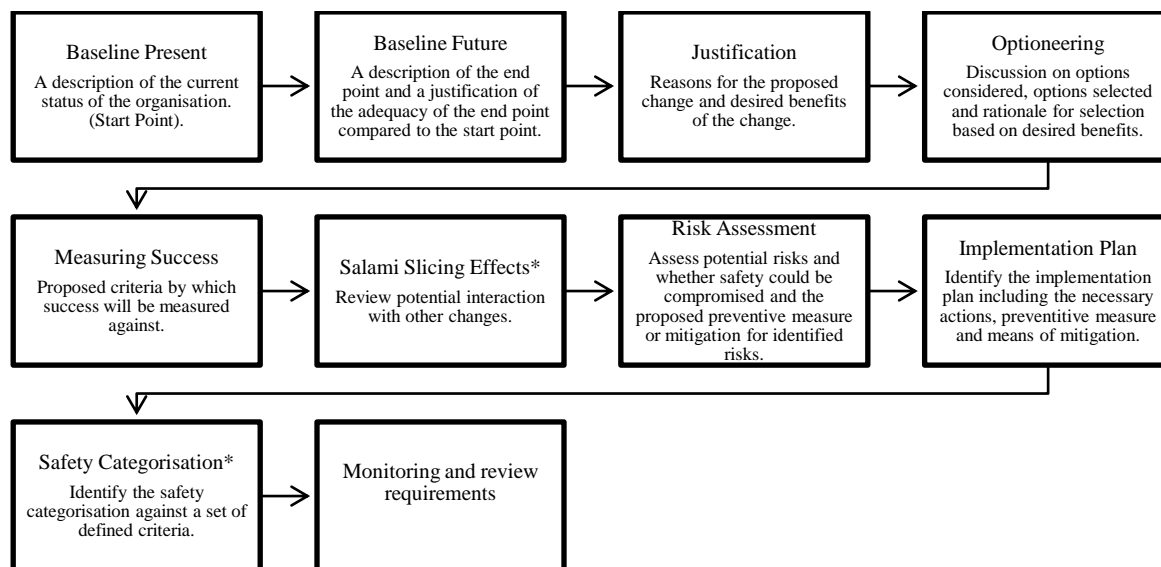 Baseline Present
A description of the current
status of the organisation.
(Start Point).
Baseline Future
A description of the end
point and a justification of
the adequacy of the end point
compared to the start point.
Justification
Reasons for the proposed
change and desired benefits
of the change.
Optioneering
Discussion on options
considered, options selected
and rationale for selection
based on desired benefits.
Measuring Success
Proposed criteria by which
success will be measured
against.
Salami Slicing Effects*
Review potential interaction
with other changes.
Risk Assessment
Assess potential risks and
whether safety could be
compromised and the
proposed preventive measure
or mitigation for identified
risks.
Implementation Plan
Identify the implementation
plan including the necessary
actions, preventitive measure
and means of mitigation.
Safety Categorisation*
Identify the safety
categorisation against a set of
defined criteria.
Monitoring and review
requirements